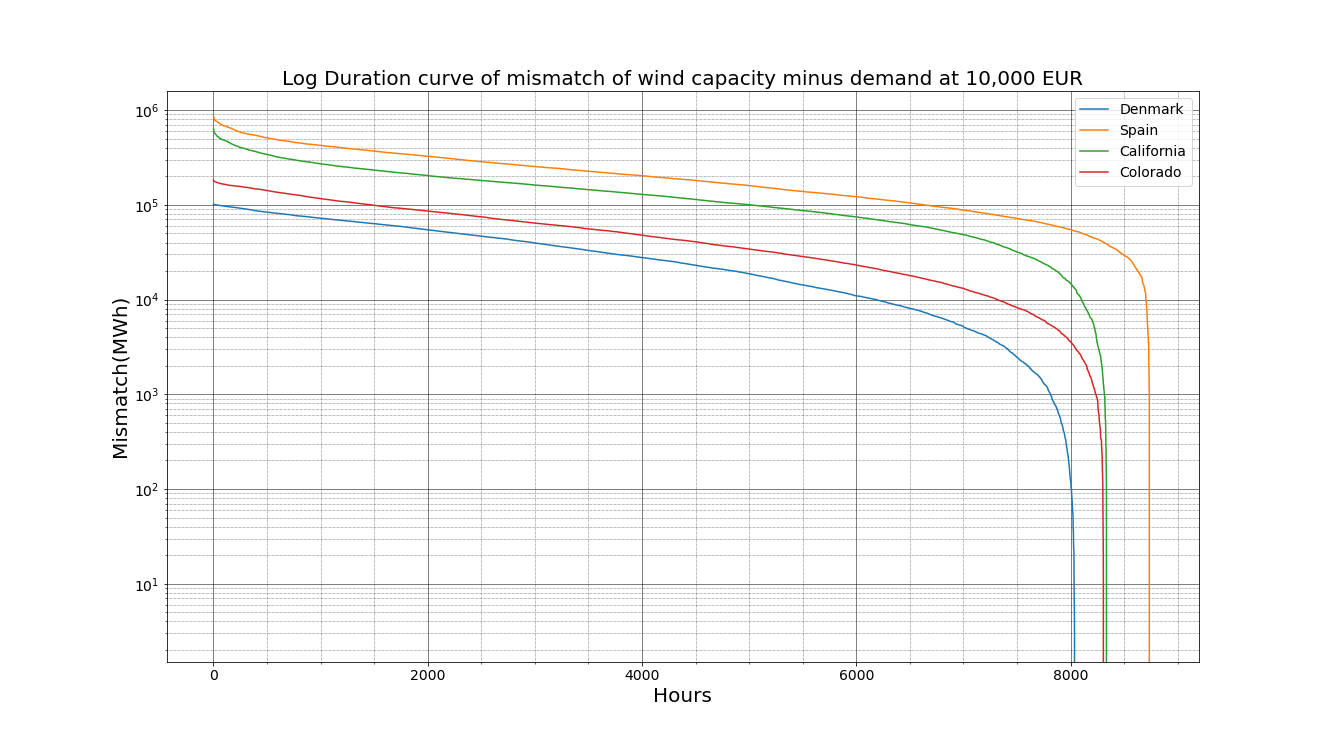 Log Duration curve of mismatch of wind capacity minus demand at 10,000 EUR
Denmark
Spain
California
Colorado
Mismatch(MWh)
10⁶
10⁵
10⁴
10³
10²
10¹
0 2000 4000 6000 8000
Hours